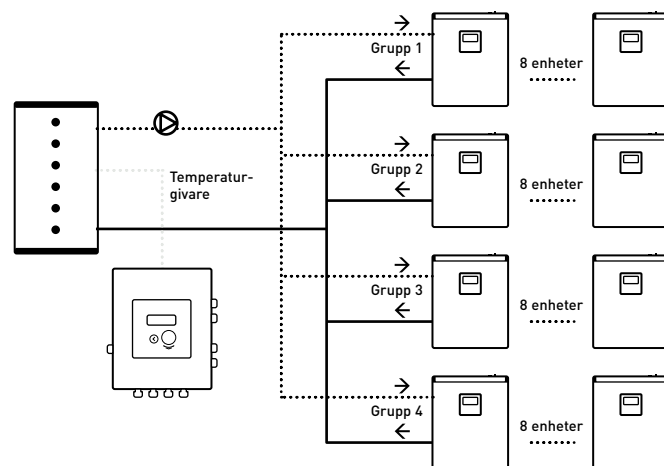 Grupp 1
8 enheter
Temperatur-
givare
Grupp 2
8 enheter
Grupp 3
8 enheter
Grupp 4
8 enheter